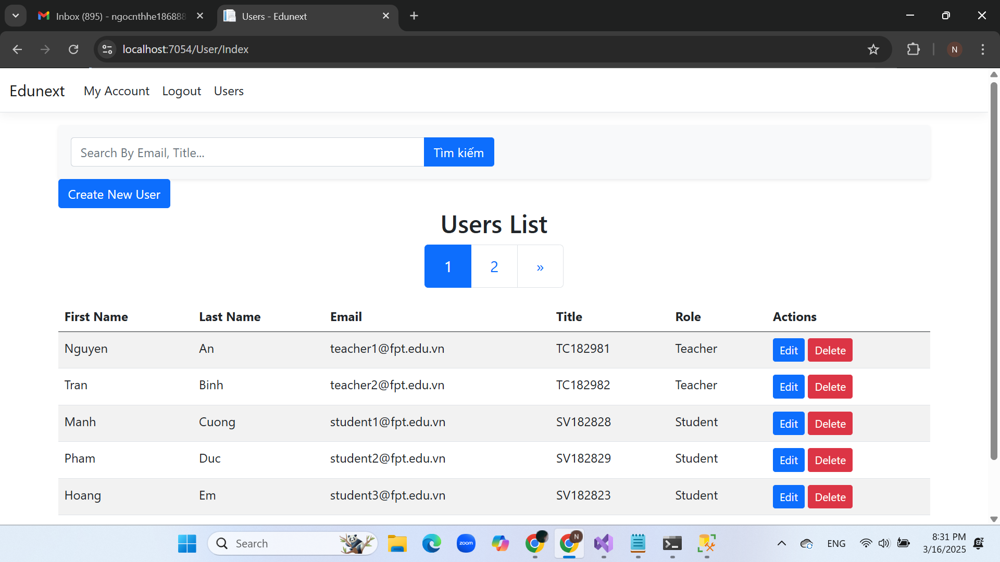 Inbox (895) - ngocnthhe186888
Users - Edunext
localhost:7054/User/Index
N
Edunext My Account Logout Users
Search By Email, Title...
Tìm kiếm
Create New User
Users List
1 2 »
First Name Last Name Email Title Role Actions
Nguyen An teacher1@fpt.edu.vn TC182981 Teacher Edit Delete
Tran Binh teacher2@fpt.edu.vn TC182982 Teacher Edit Delete
Manh Cuong student1@fpt.edu.vn SV182828 Student Edit Delete
Pham Duc student2@fpt.edu.vn SV182829 Student Edit Delete
Hoang Em student3@fpt.edu.vn SV182823 Student Edit Delete
Search
zoom
N
ENG
8:31 PM
3/16/2025